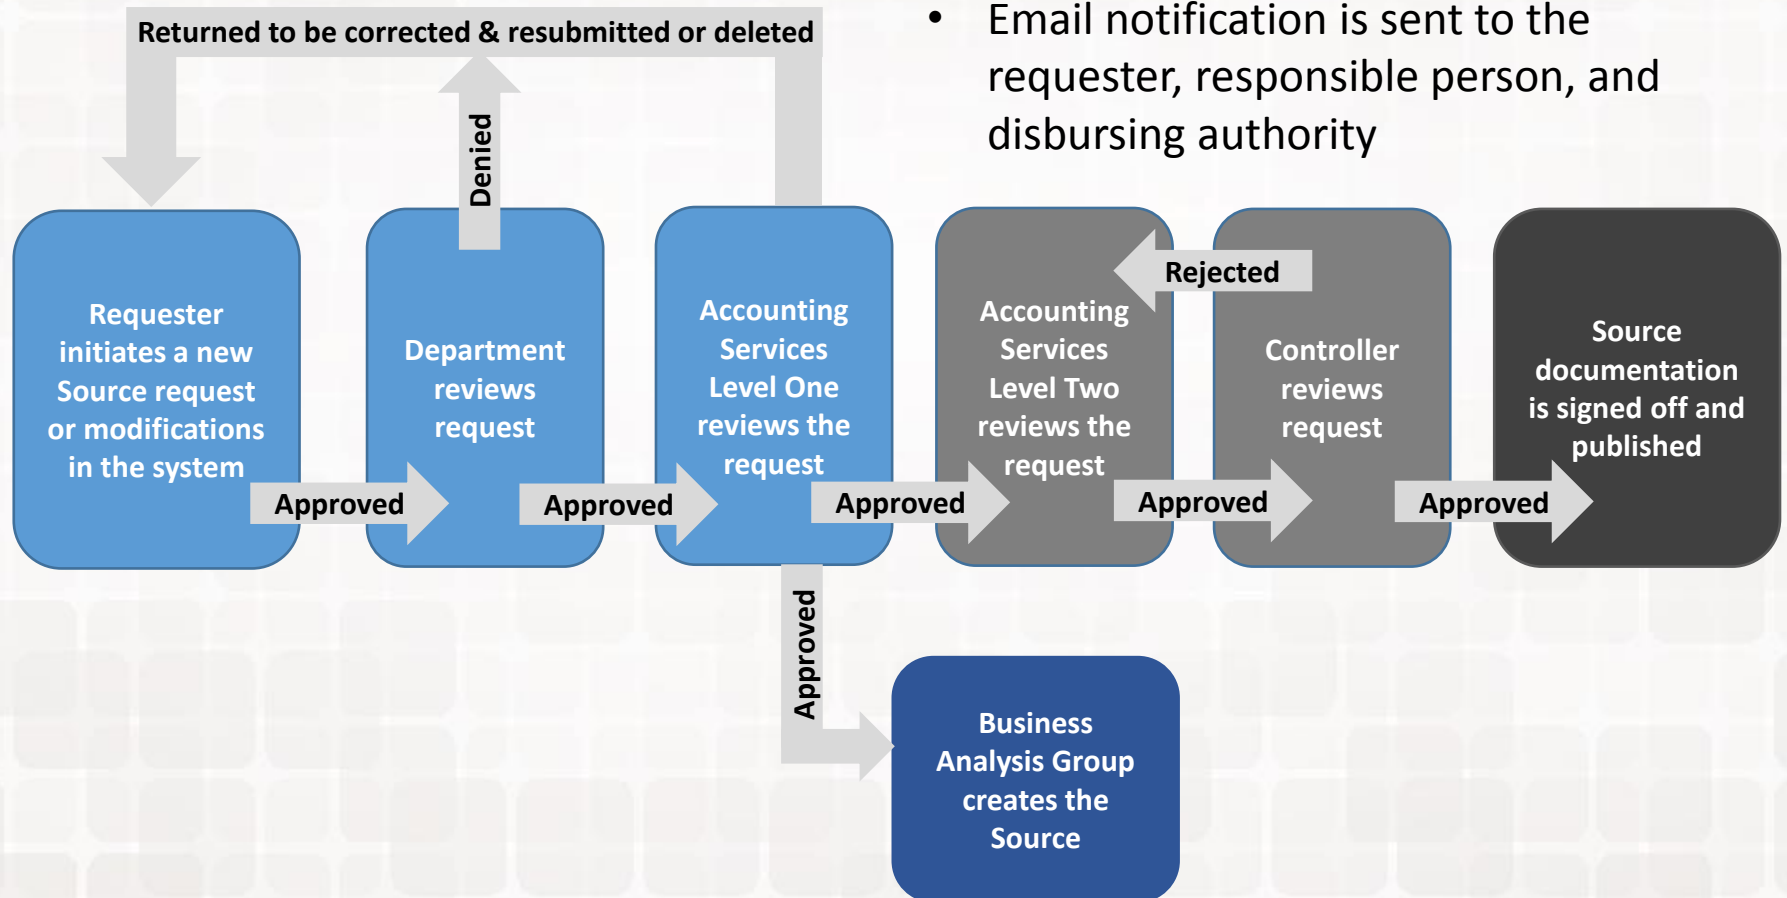 Returned to be corrected & resubmitted or deleted
• Email notification is sent to the
requester, responsible person, and
disbursing authority
Denied
Requester
initiates a new
Source request
or modifications
in the system
Approved
Department
reviews
request
Approved
Accounting
Services
Level One
reviews the
request
Approved
Accounting
Services
Level Two
reviews the
request
Rejected
Approved
Controller
reviews
request
Approved
Source
documentation
is signed off and
published
Approved
Business
Analysis Group
creates the
Source